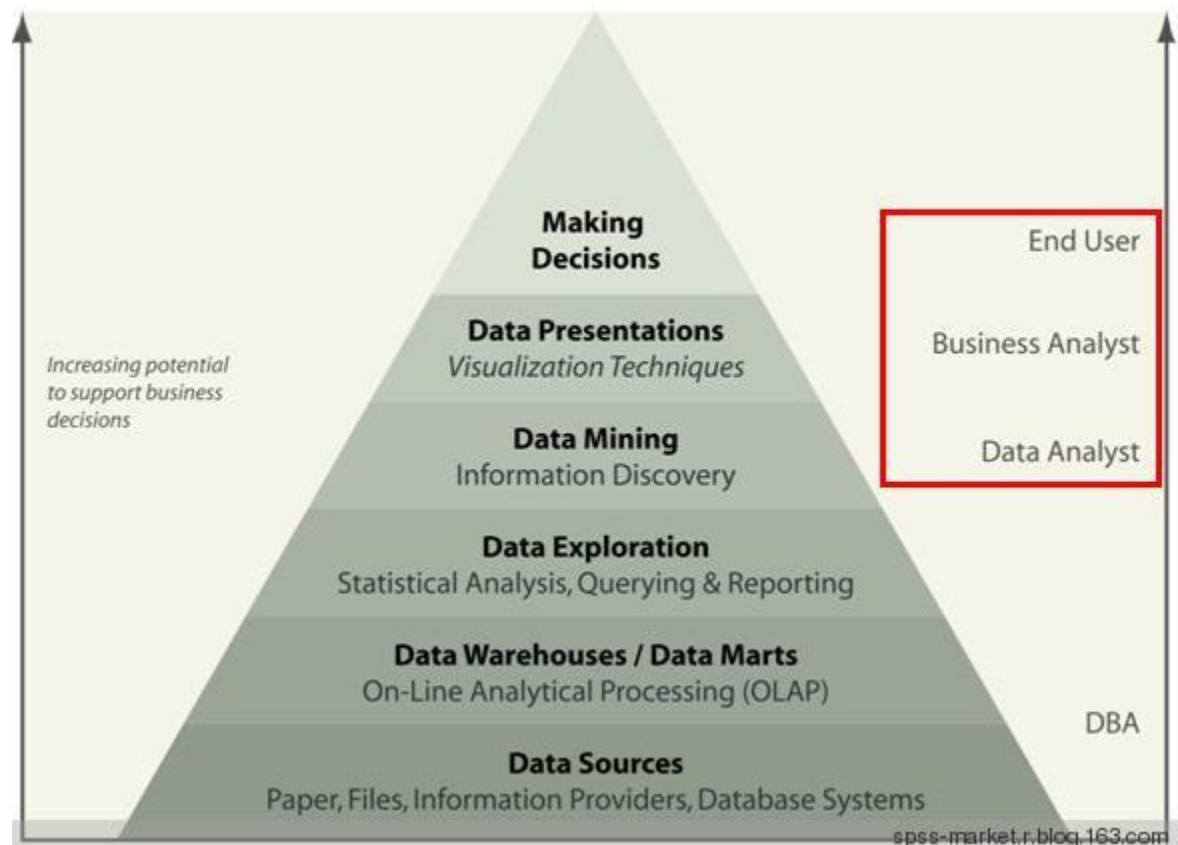 Making
Decisions
End User
Data Presentations
Visualization Techniques
Business Analyst
Increasing potential
to support business
decisions
Data Mining
Information Discovery
Data Analyst
Data Exploration
Statistical Analysis, Querying & Reporting
Data Warehouses / Data Marts
On-Line Analytical Processing (OLAP)
DBA
Data Sources
Paper, Files, Information Providers, Database Systems
spss-market.r.blog.163.com